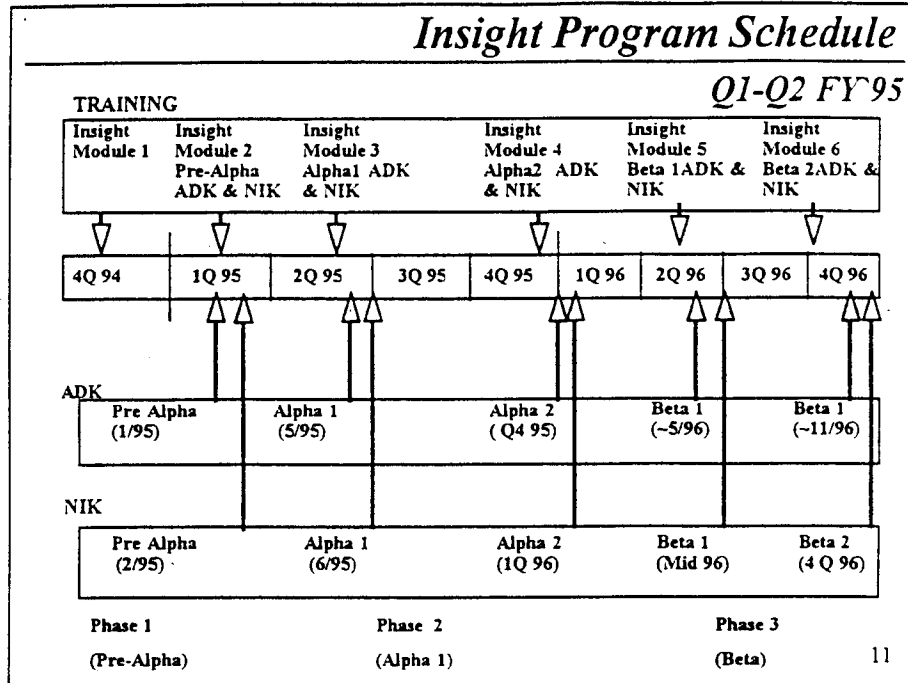 Insight Program Schedule
Q1-Q2 FY'95
TRAINING
Insight
Module 1
Insight
Module 2
Pre-Alpha
ADK & NIK
Insight
Module 3
Alpha1 ADK
& NIK
Insight
Module 4
Alpha2 ADK
& NIK
Insight
Module 5
Beta 1ADK &
NIK
Insight
Module 6
Beta 2ADK &
NIK
4Q 94
1Q 95
2Q 95
3Q 95
4Q 95
1Q 96
2Q 96
3Q 96
4Q 96
ADK
Pre Alpha
(1/95)
Alpha 1
(5/95)
Alpha 2
( Q4 95)
Beta 1
(~5/96)
Beta 1
(~11/96)
NIK
Pre Alpha
(2/95)
Alpha 1
(6/95)
Alpha 2
(1Q 96)
Beta 1
(Mid 96)
Beta 2
(4 Q 96)
Phase 1
(Pre-Alpha)
Phase 2
(Alpha 1)
Phase 3
(Beta)
11